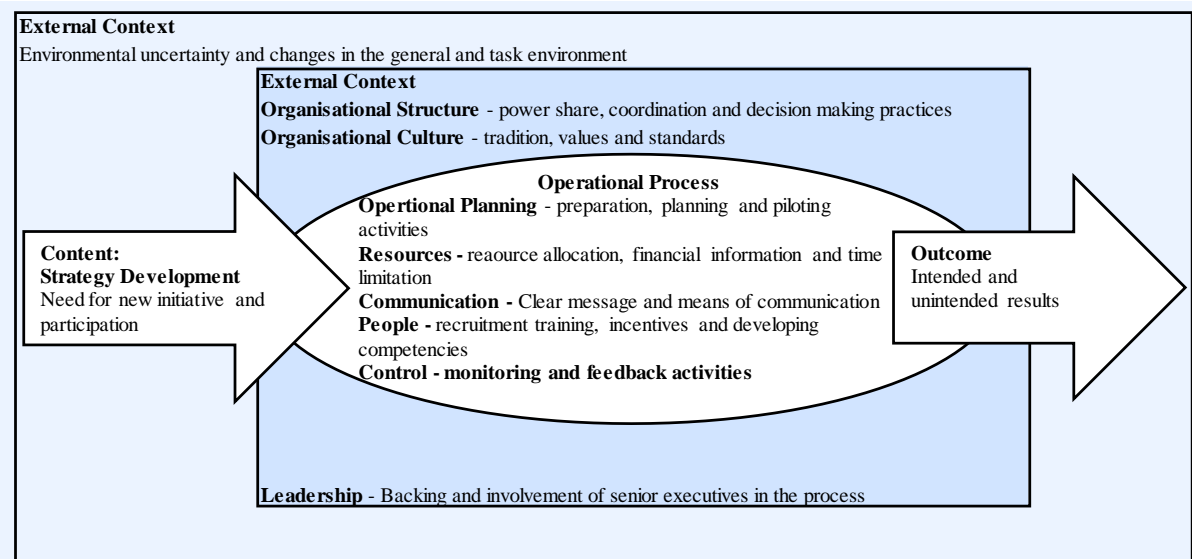 External Context
Environmental uncertainty and changes in the general and task environment
External Context
Organisational Structure - power share, coordination and decision making practices
Organisational Culture - tradition, values and standards
Operational Process
Opertional Planning - preparation, planning and piloting
activities
Resources - reaource allocation, financial information and time
limitation
Communication - Clear message and means of communication
People - recruitment training, incentives and developing
competencies
Control - monitoring and feedback activities
Content:
Strategy Development
Need for new initiative and
participation
Outcome
Intended and
unintended results
Leadership - Backing and involvement of senior executives in the process